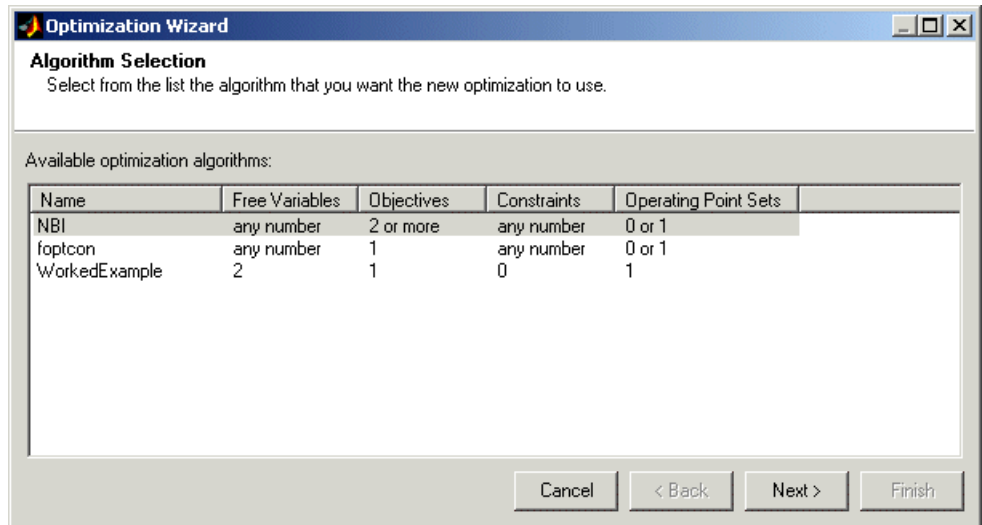 Optimization Wizard
Algorithm Selection
Select from the list the algorithm that you want the new optimization to use.
Available optimization algorithms:
Name Free Variables Objectives Constraints Operating Point Sets
NBI any number 2 or more any number 0 or 1
foptcon any number 1 any number 0 or 1
WorkedExample 2 1 0 1
Cancel < Back Next > Finish